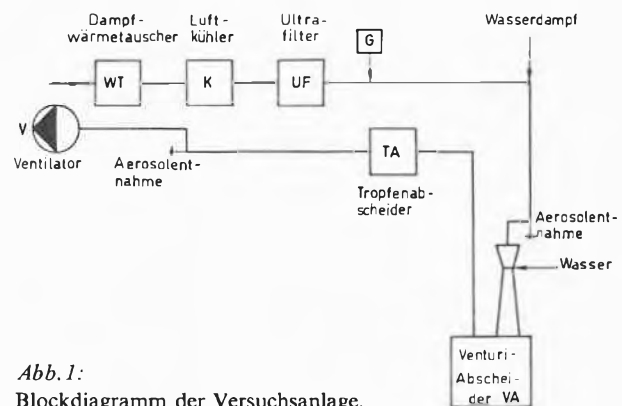 Dampf-
wärmetauscher
Luft-
kühler
Ultra-
filter
G
Wasserdampf
WT
K
UF
V
Ventilator
Aerosolent-
nahme
TA
Tropfenab-
scheider
Aerosolent-
nahme
Wasser
Venturi-
Abschei-
der VA
Abb. 1:
Blockdiagramm der Versuchsanlage.